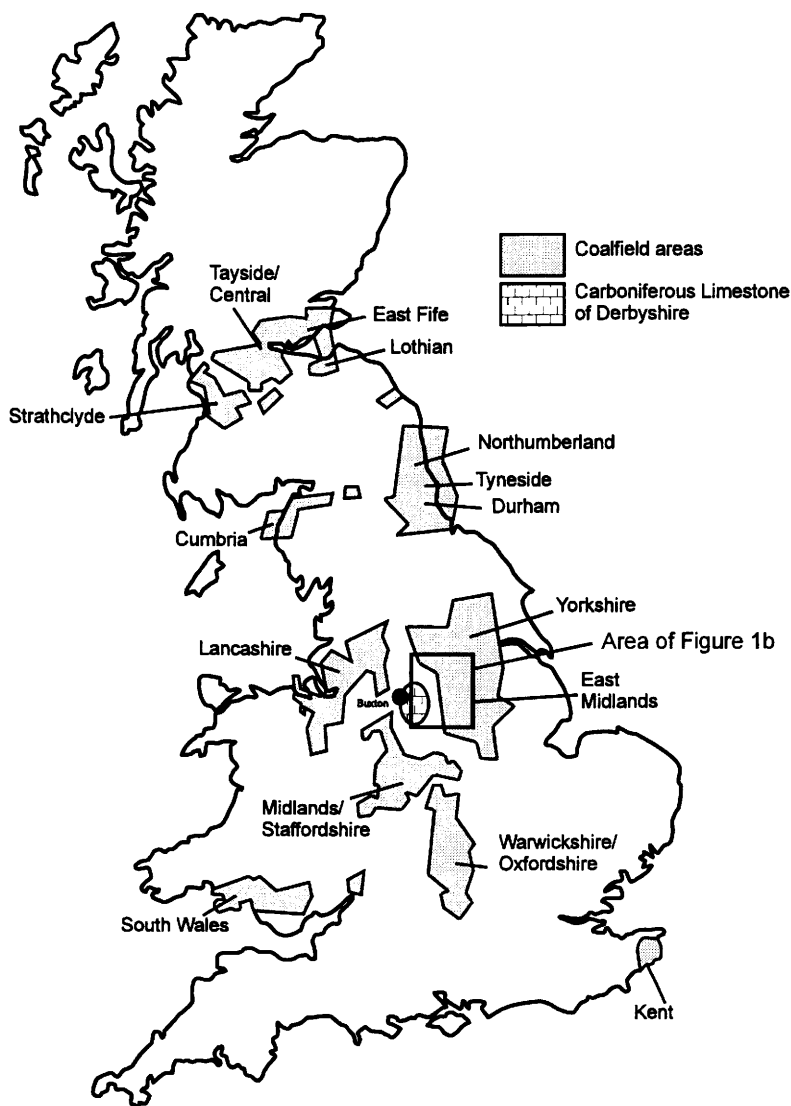 Coalfield areas
Carboniferous Limestone
of Derbyshire
Tayside/
Central
East Fife
Lothian
Strathclyde
Northumberland
Tyneside
Durham
Cumbria
Yorkshire
Lancashire
Area of Figure 1b
East
Midlands
Buxton
Midlands/
Staffordshire
Warwickshire/
Oxfordshire
South Wales
Kent